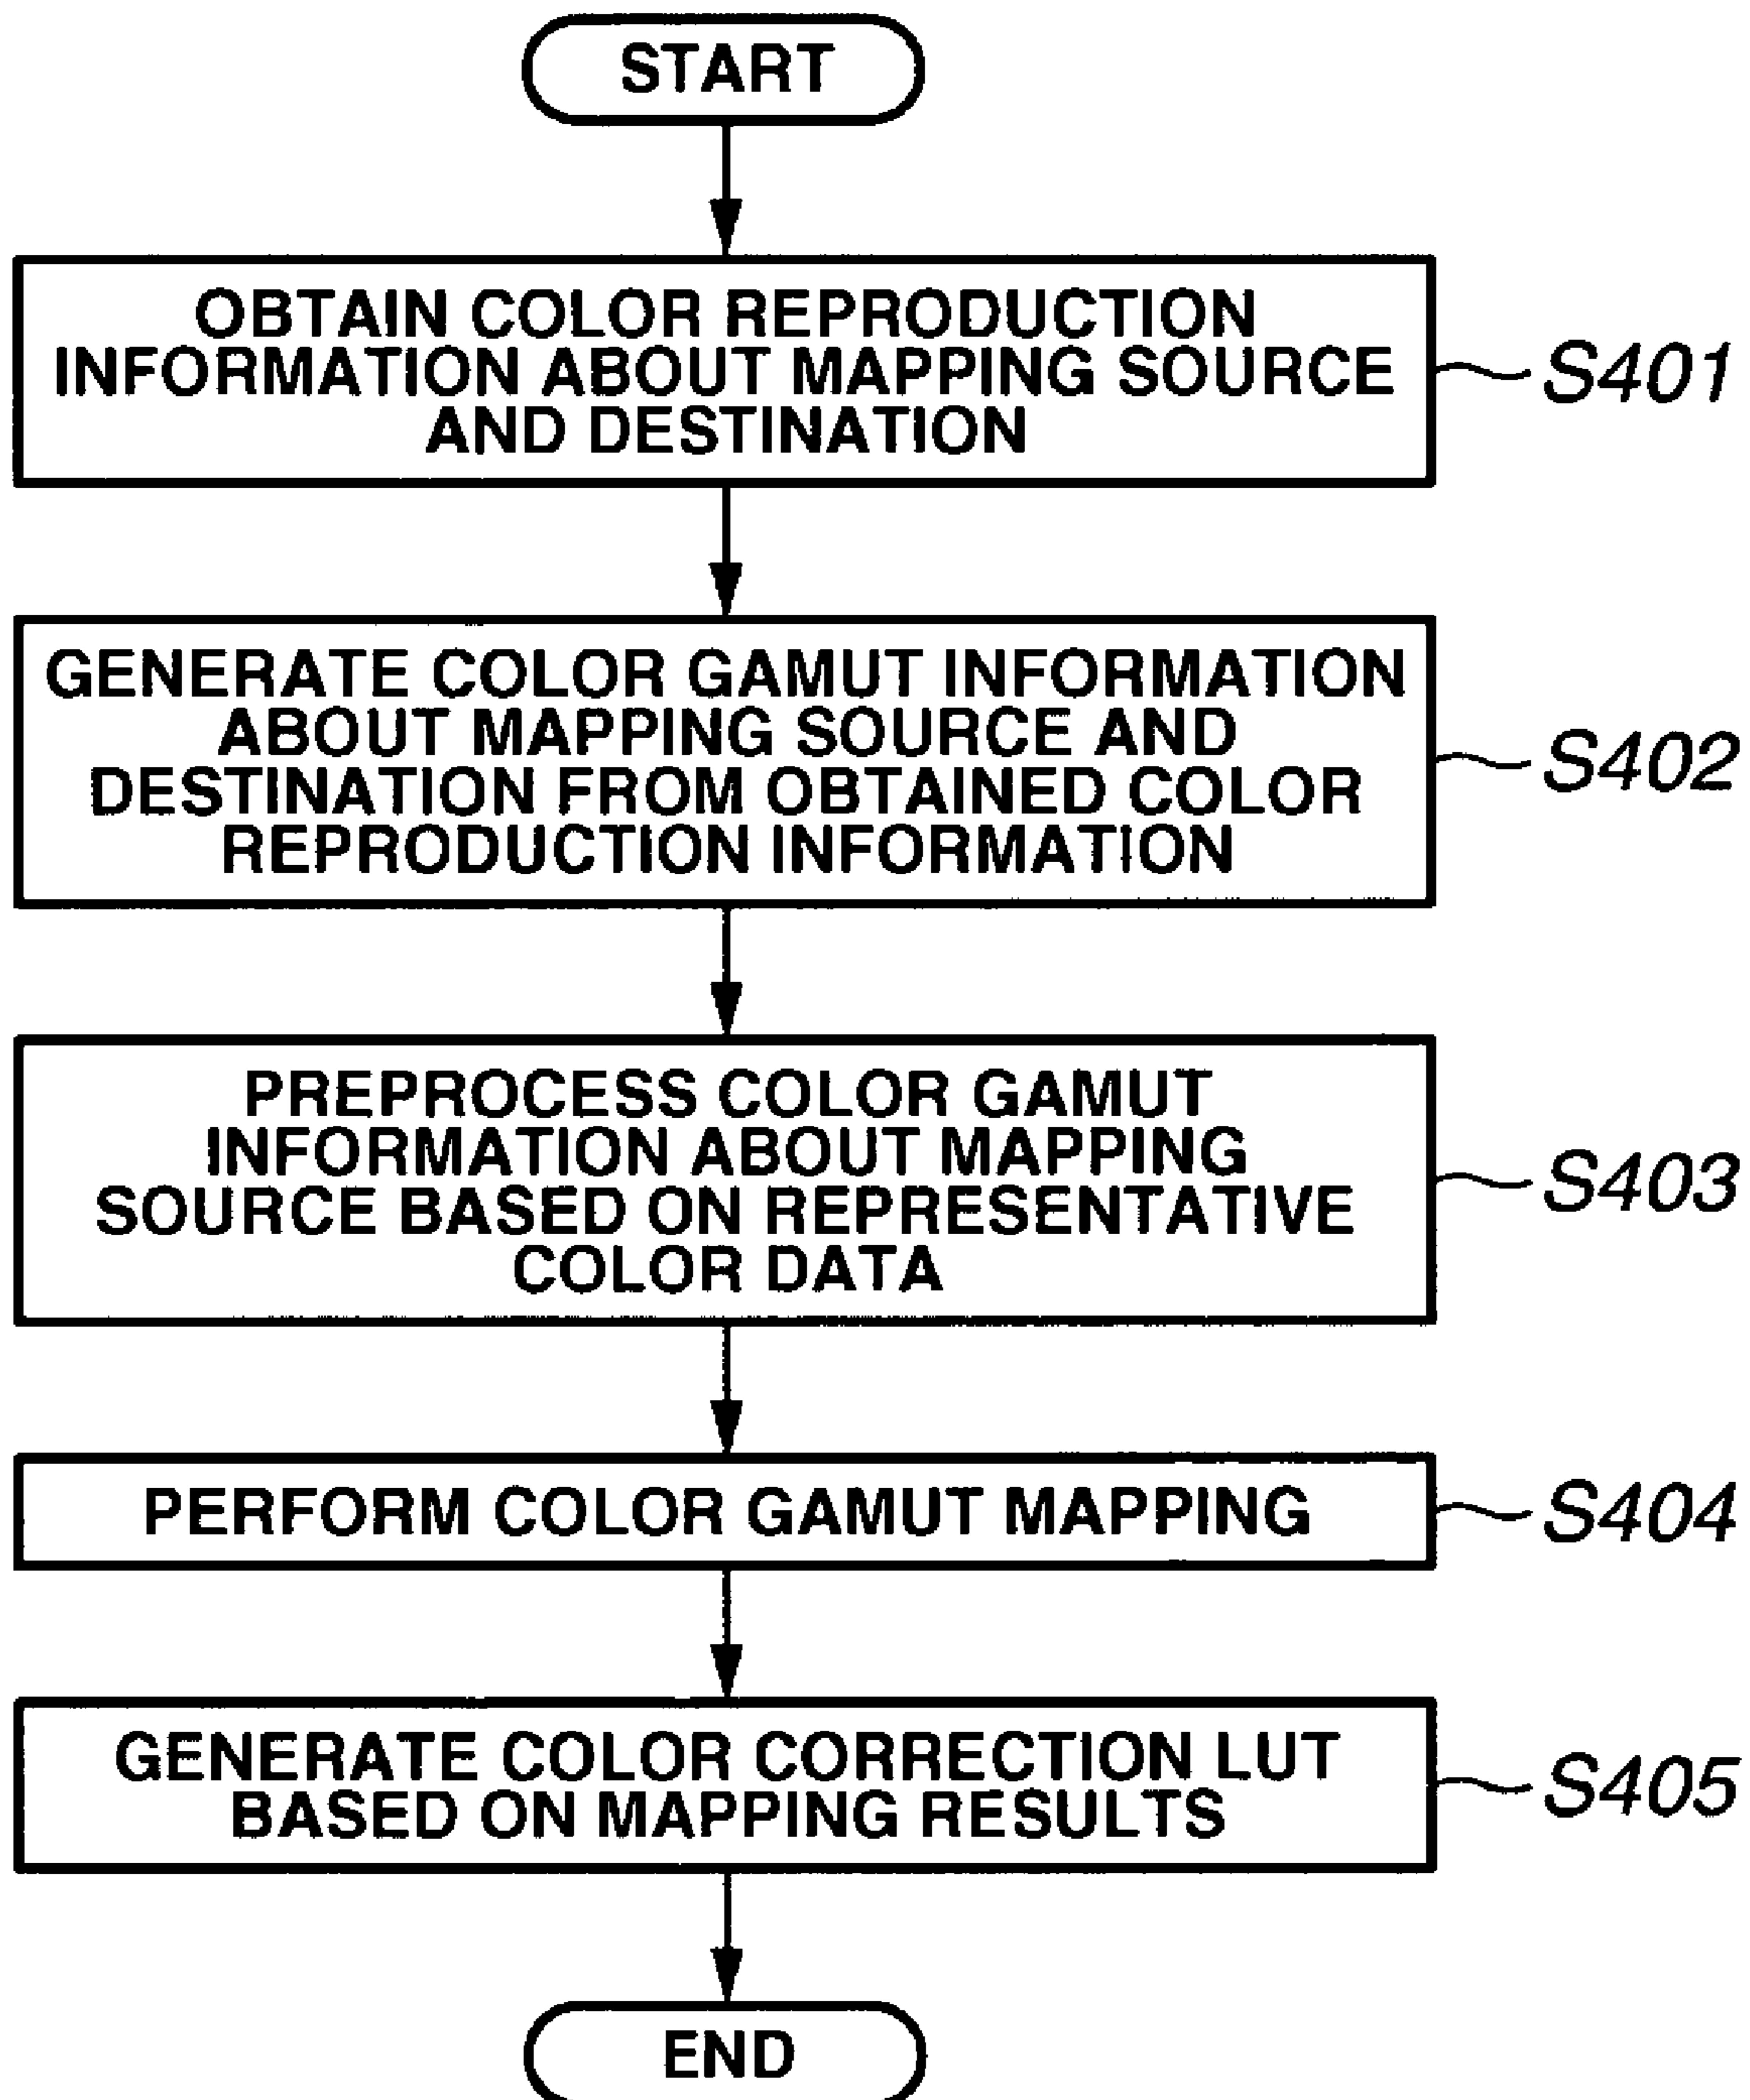 START
OBTAIN COLOR REPRODUCTION
INFORMATION ABOUT MAPPING SOURCE
AND DESTINATION
S401
GENERATE COLOR GAMUT INFORMATION
ABOUT MAPPING SOURCE AND
DESTINATION FROM OBTAINED COLOR
REPRODUCTION INFORMATION
S402
PREPROCESS COLOR GAMUT
INFORMATION ABOUT MAPPING
SOURCE BASED ON REPRESENTATIVE
COLOR DATA
S403
PERFORM COLOR GAMUT MAPPING
S404
GENERATE COLOR CORRECTION LUT
BASED ON MAPPING RESULTS
S405
END